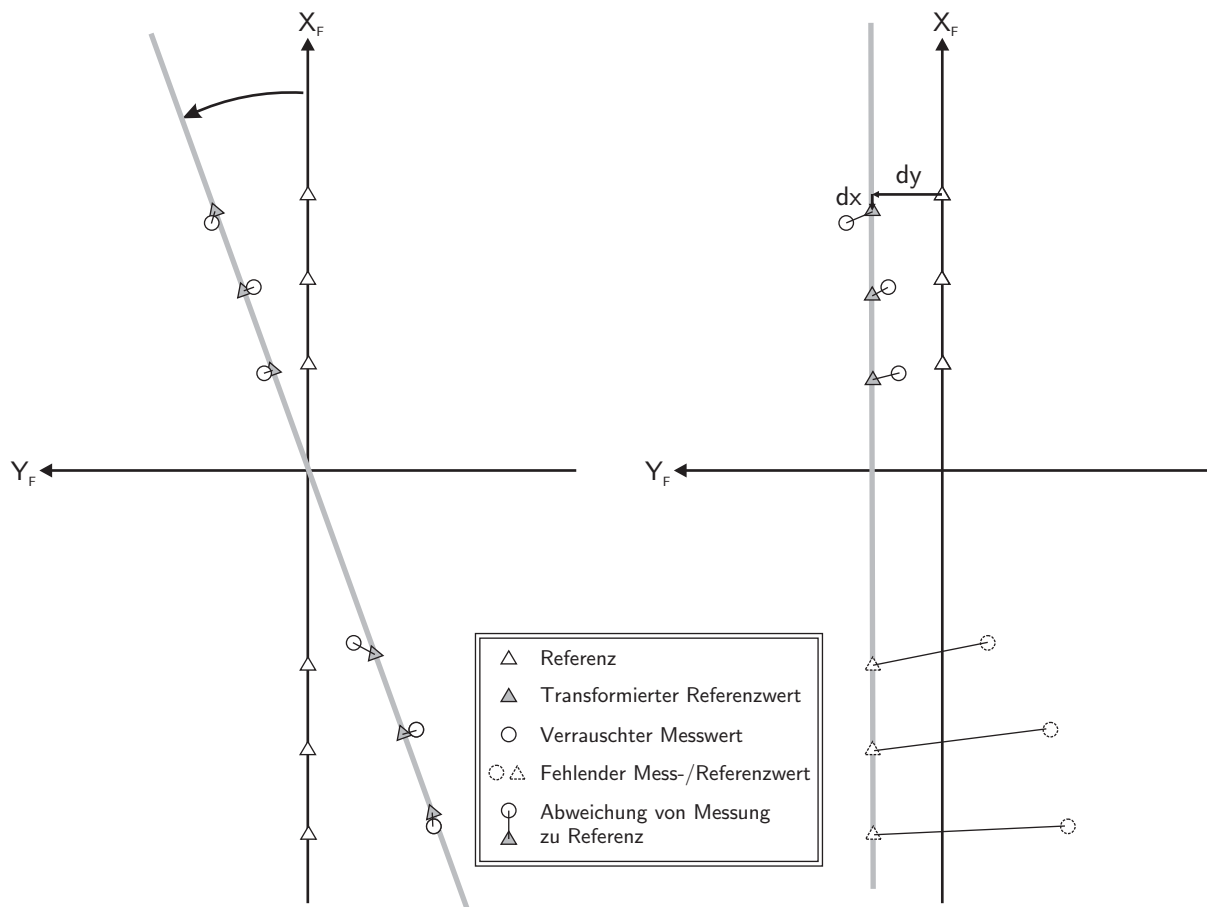 X_F
Y_F
X_F
dy
dx
Y_F
Referenz
Transformierter Referenzwert
Verrauschter Messwert
Fehlender Mess-/Referenzwert
Abweichung von Messung
zu Referenz